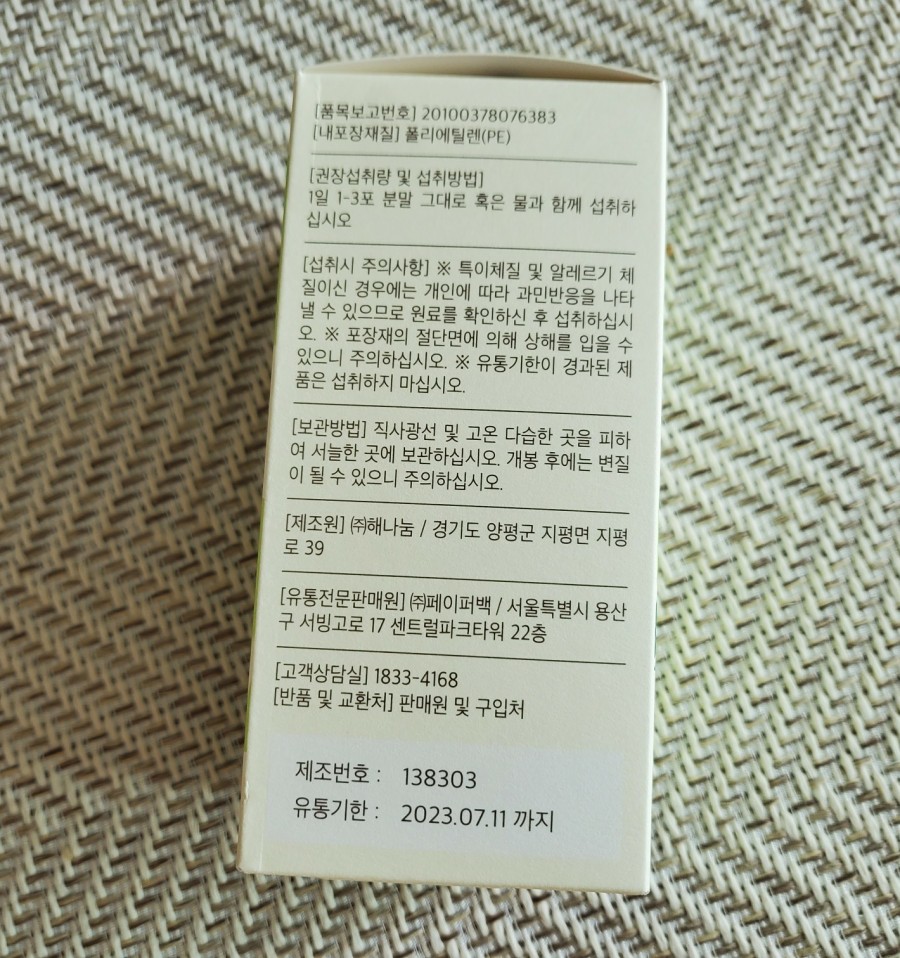 [품목보고번호] 20100378076383
[내포장재질] 폴리에틸렌(PE)
[권장섭취량 및 섭취방법]
1일 1-3포 분말 그대로 혹은 물과 함께 섭취하
십시오
[섭취시 주의사항] ※ 특이체질 및 알레르기 체
질이신 경우에는 개인에 따라 과민반응을 나타
낼 수 있으므로 원료를 확인하신 후 섭취하십시
오. ※ 포장재의 절단면에 의해 상해를 입을 수
있으니 주의하십시오. ※ 유통기한이 경과된 제
품은 섭취하지 마십시오.
[보관방법] 직사광선 및 고온 다습한 곳을 피하
여 서늘한 곳에 보관하십시오. 개봉 후에는 변질
이 될 수 있으니 주의하십시오.
[제조원] ㈜해나눔 / 경기도 양평군 지평면 지평
로 39
[유통전문판매원] ㈜페이퍼백 / 서울특별시 용산
구 서빙고로 17 센트럴파크타워 22층
[고객상담실] 1833-4168
[반품 및 교환처] 판매원 및 구입처
제조번호 : 138303
유통기한 : 2023.07.11 까지